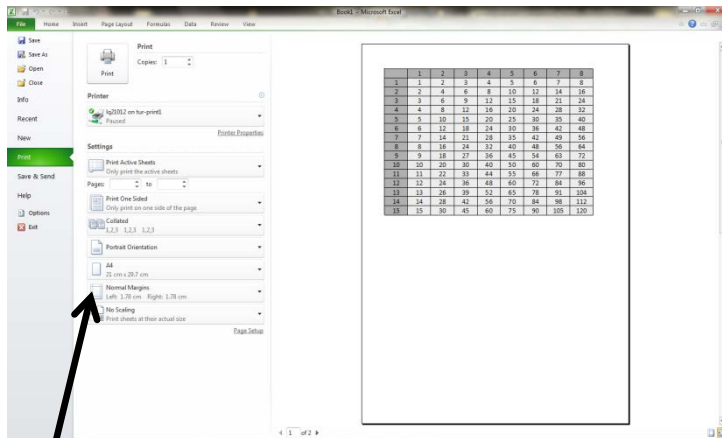 Book1 - Microsoft Excel
File Home Insert Page Layout Formulas Data Review View
Save
Save As
Open
Close
Info
Recent
New
Print
Save & Send
Help
Options
Exit
Print
Copies: 1
Print
Printer
Paused
Printer Properties
Settings
Print Active Sheets
Only print the active sheets
Pages: to
Print One Sided
Only print on one side of the page
Collated
1,2,3 1,2,3 1,2,3
Portrait Orientation
A4
21 cm x 29.7 cm
Normal Margins
Left: 1.78 cm Right: 1.78 cm
No Scaling
Print sheets at their actual size
Page Setup
1 2 3 4 5 6 7 8
1 1 2 3 4 5 6 7 8
2 2 4 6 8 10 12 14 16
3 3 6 9 12 15 18 21 24
4 4 8 12 16 20 24 28 32
5 5 10 15 20 25 30 35 40
6 6 12 18 24 30 36 42 48
7 7 14 21 28 35 42 49 56
8 8 16 24 32 40 48 56 64
9 9 18 27 36 45 54 63 72
10 10 20 30 40 50 60 70 80
11 11 22 33 44 55 66 77 88
12 12 24 36 48 60 72 84 96
13 13 26 39 52 65 78 91 104
14 14 28 42 56 70 84 98 112
15 15 30 45 60 75 90 105 120
1 of 2